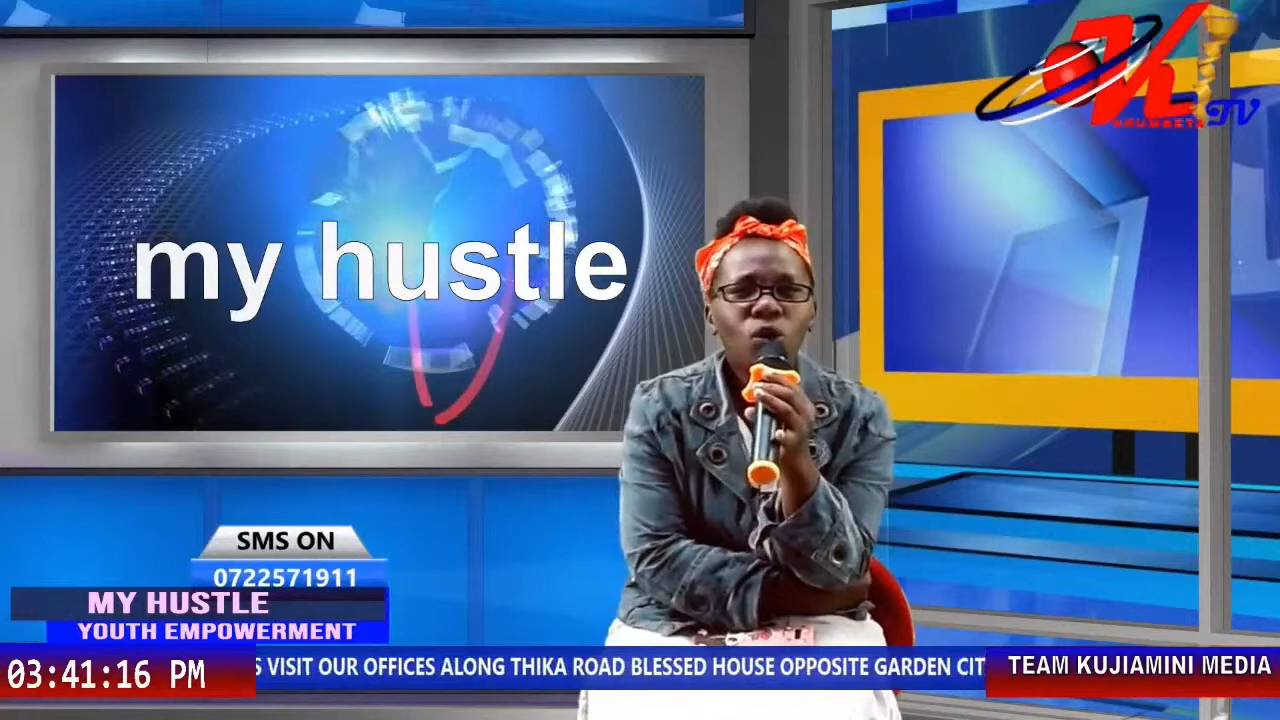 TV
my hustle
SMS ON
0722571911
MY HUSTLE
YOUTH EMPOWERMENT
03:41:16 PM
S VISIT OUR OFFICES ALONG THIKA ROAD BLESSED HOUSE OPPOSITE GARDEN CIT
TEAM KUJIAMINI MEDIA